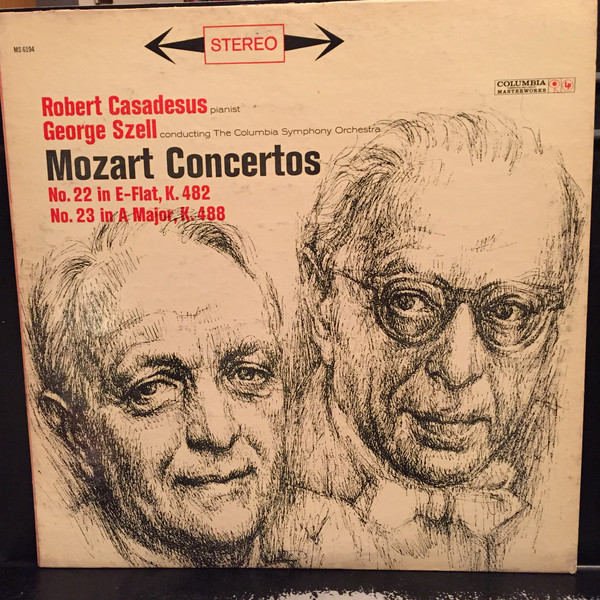 MS 6194
STEREO
COLUMBIA
MASTERWORKS
Robert Casadesus pianist
George Szell conducting The Columbia Symphony Orchestra
Mozart Concertos
No. 22 in E-Flat, K. 482
No. 23 in A Major, K. 488